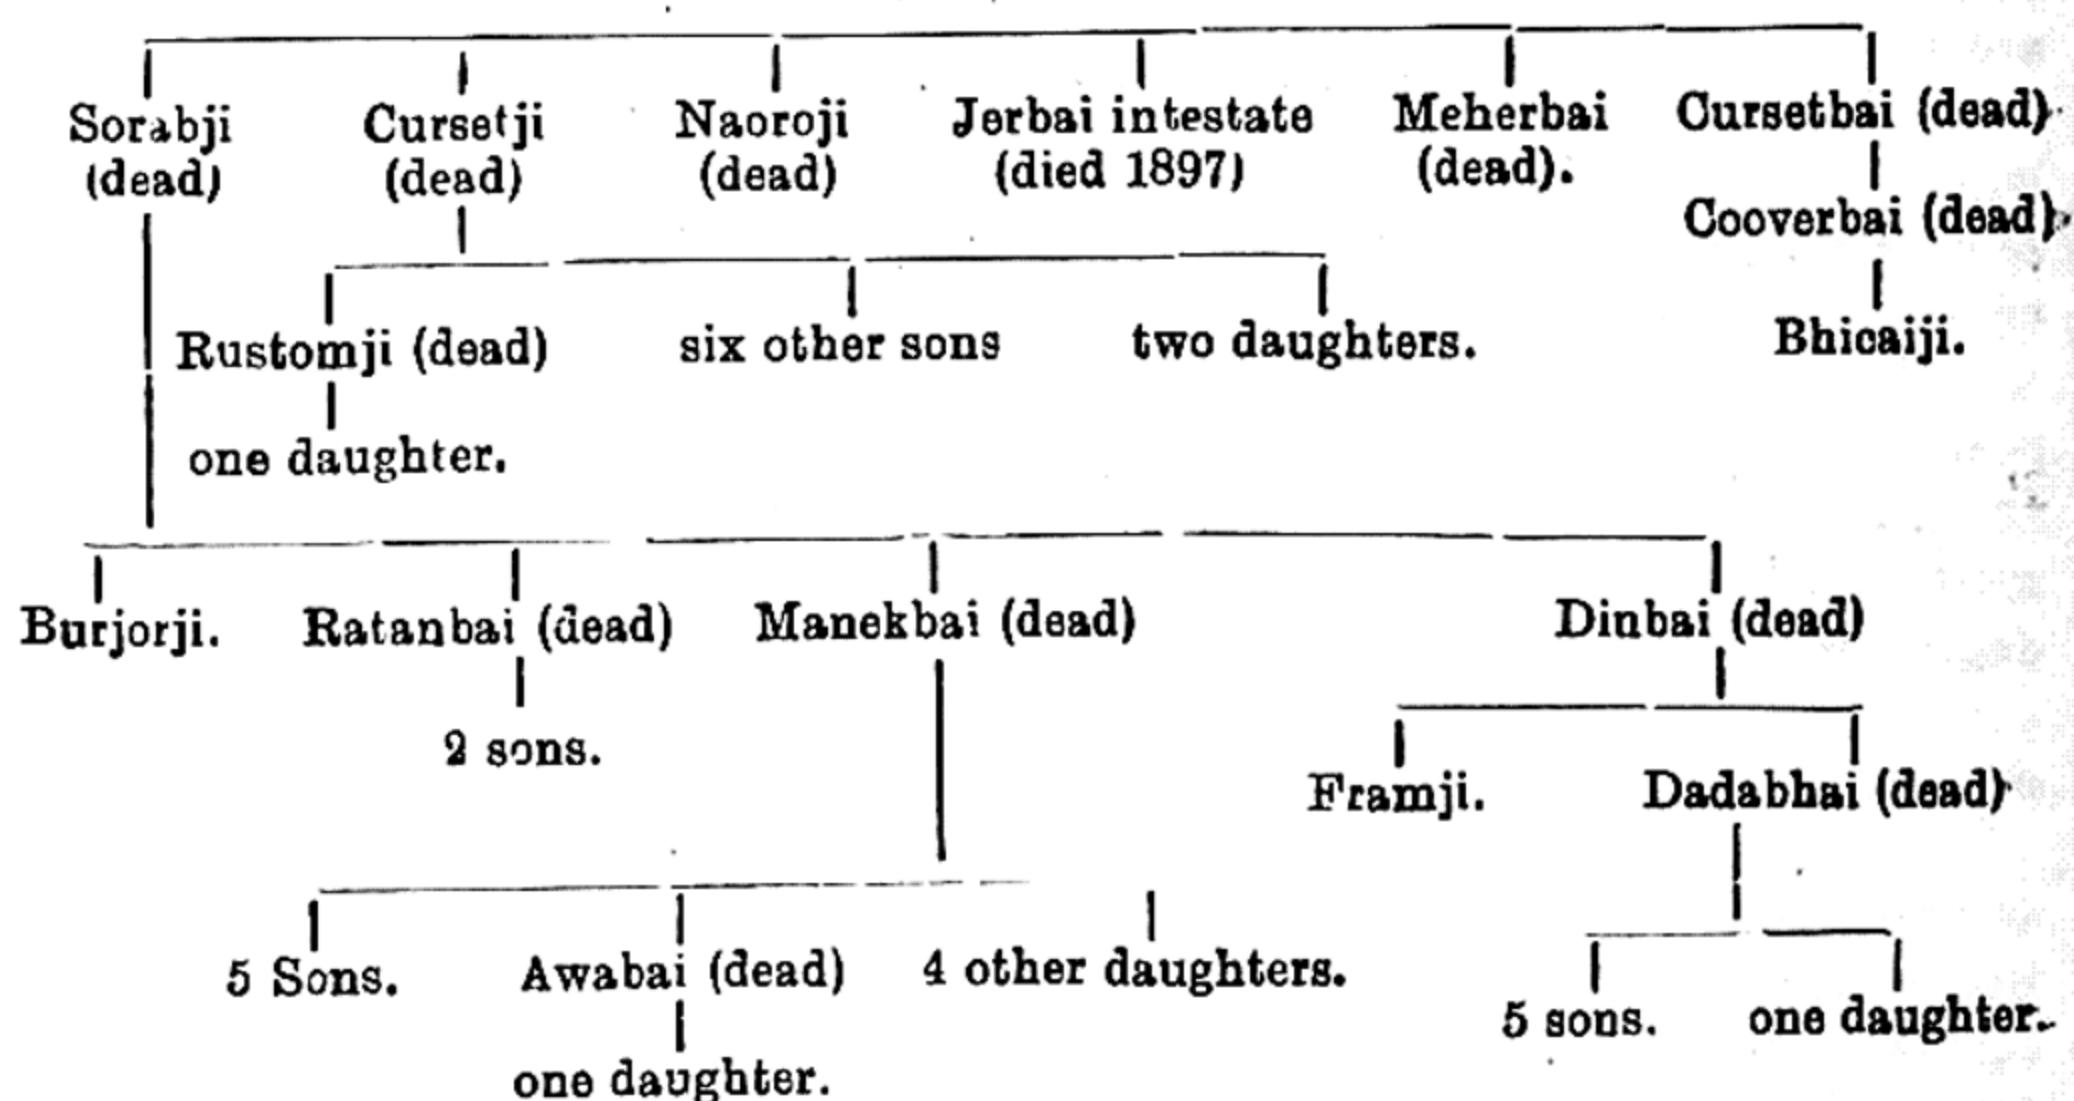 Sorabji Cursetji Naoroji Jerbai intestate Meherbai Cursetbai (dead)
(dead) (dead) (dead) (died 1897) (dead).
Cooverbai (dead)
Rustomji (dead) six other sons two daughters. Bhicaiji.
one daughter.
Burjorji. Ratanbai (dead) Manekbai (dead) Dinbai (dead)
2 sons.
Framji. Dadabhai (dead)
5 Sons. Awabai (dead) 4 other daughters.
5 sons. one daughter.
one daughter.